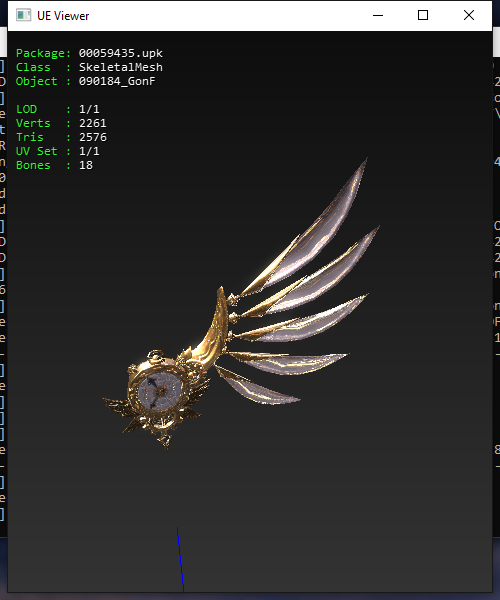 UE Viewer
Package: 00059435.upk
Class : SkeletalMesh
Object : 090184_GonF
LOD : 1/1
Verts : 2261
Tris : 2576
UV Set : 1/1
Bones : 18